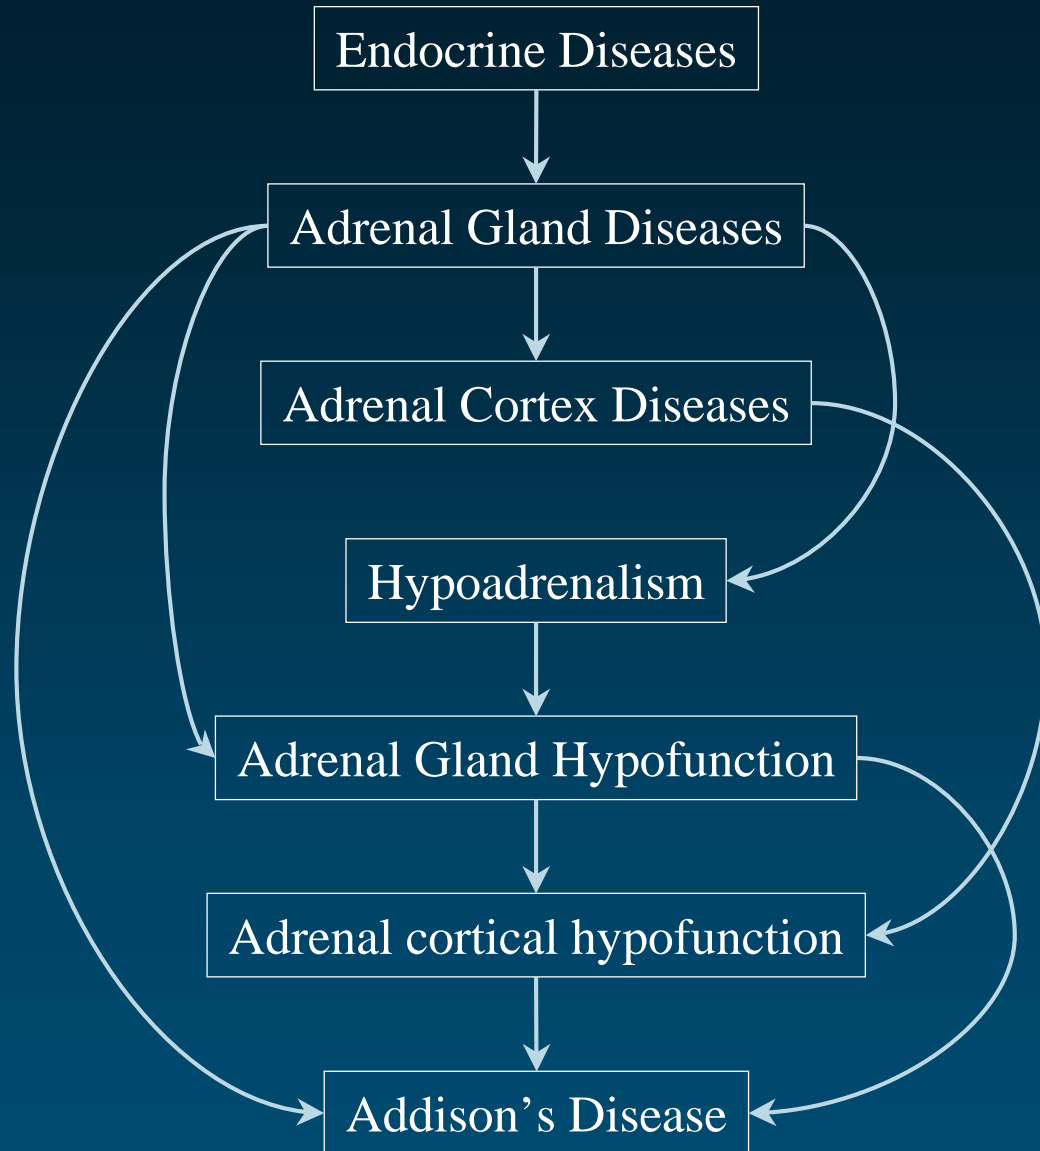 Endocrine Diseases
Adrenal Gland Diseases
Adrenal Cortex Diseases
Hypoadrenalism
Adrenal Gland Hypofunction
Adrenal cortical hypofunction
Addison’s Disease